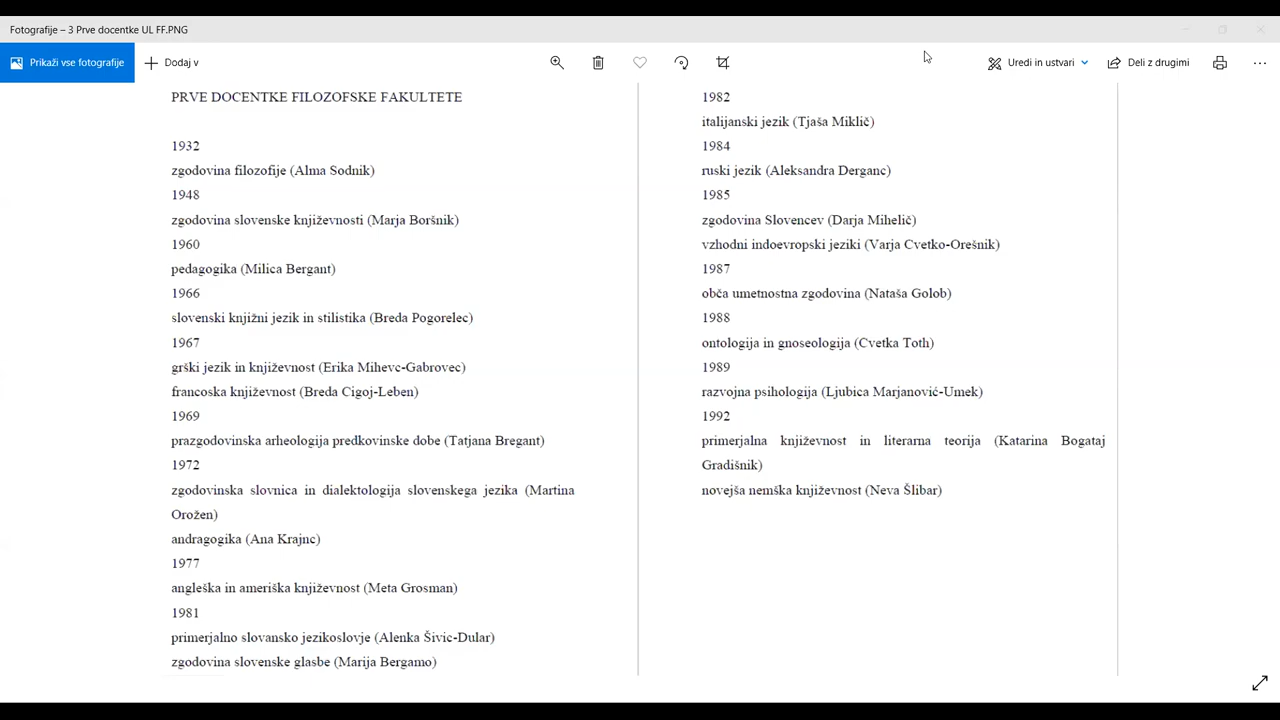 Fotografije – 3 Prve docentke UL FF.PNG
Prikaži vse fotografije
Dodaj v
Uredi in ustvari
Deli z drugimi
PRVE DOCENTKE FILOZOFSKE FAKULTETE
1932
zgodovina filozofije (Alma Sodnik)
1948
zgodovina slovenske književnosti (Marja Boršnik)
1960
pedagogika (Milica Bergant)
1966
slovenski knjižni jezik in stilistika (Breda Pogorelec)
1967
grški jezik in književnost (Erika Mihevc-Gabrovec)
francoska književnost (Breda Cigoj-Leben)
1969
prazgodovinska arheologija predkovinske dobe (Tatjana Bregant)
1972
zgodovinska slovnica in dialektologija slovenskega jezika (Martina
Orožen)
andragogika (Ana Krajnc)
1977
angleška in ameriška književnost (Meta Grosman)
1981
primerjalno slovansko jezikoslovje (Alenka Šivic-Dular)
zgodovina slovenske glasbe (Marija Bergamo)
1982
italijanski jezik (Tjaša Miklič)
1984
ruski jezik (Aleksandra Derganc)
1985
zgodovina Slovencev (Darja Mihelič)
vzhodni indoevropski jeziki (Varja Cvetko-Orešnik)
1987
obča umetnostna zgodovina (Nataša Golob)
1988
ontologija in gnoseologija (Cvetka Toth)
1989
razvojna psihologija (Ljubica Marjanović-Umek)
1992
primerjalna književnost in literarna teorija (Katarina Bogataj
Gradišnik)
novejša nemška književnost (Neva Šlibar)